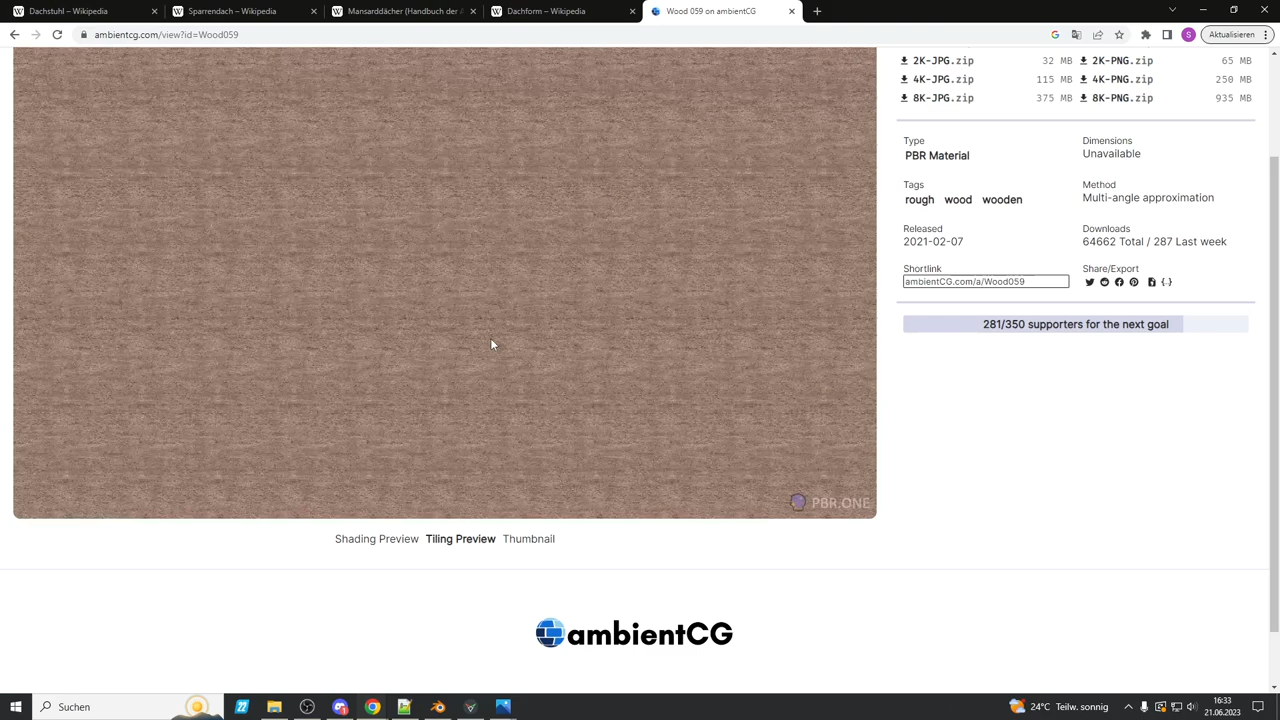 Dachstuhl – Wikipedia
Sparrendach – Wikipedia
Mansarddächer (Handbuch der A
Dachform – Wikipedia
Wood 059 on ambientCG
ambientcg.com/view?id=Wood059
S
Aktualisieren
2K-JPG.zip 32 MB 2K-PNG.zip 65 MB
4K-JPG.zip 115 MB 4K-PNG.zip 250 MB
8K-JPG.zip 375 MB 8K-PNG.zip 935 MB
Type
PBR Material
Dimensions
Unavailable
Tags
rough wood wooden
Method
Multi-angle approximation
Released
2021-02-07
Downloads
64662 Total / 287 Last week
Shortlink
ambientCG.com/a/Wood059
Share/Export
281/350 supporters for the next goal
PBR.ONE
Shading Preview Tiling Preview Thumbnail
ambientCG
Suchen
24°C Teilw. sonnig
16:33
21.06.2023